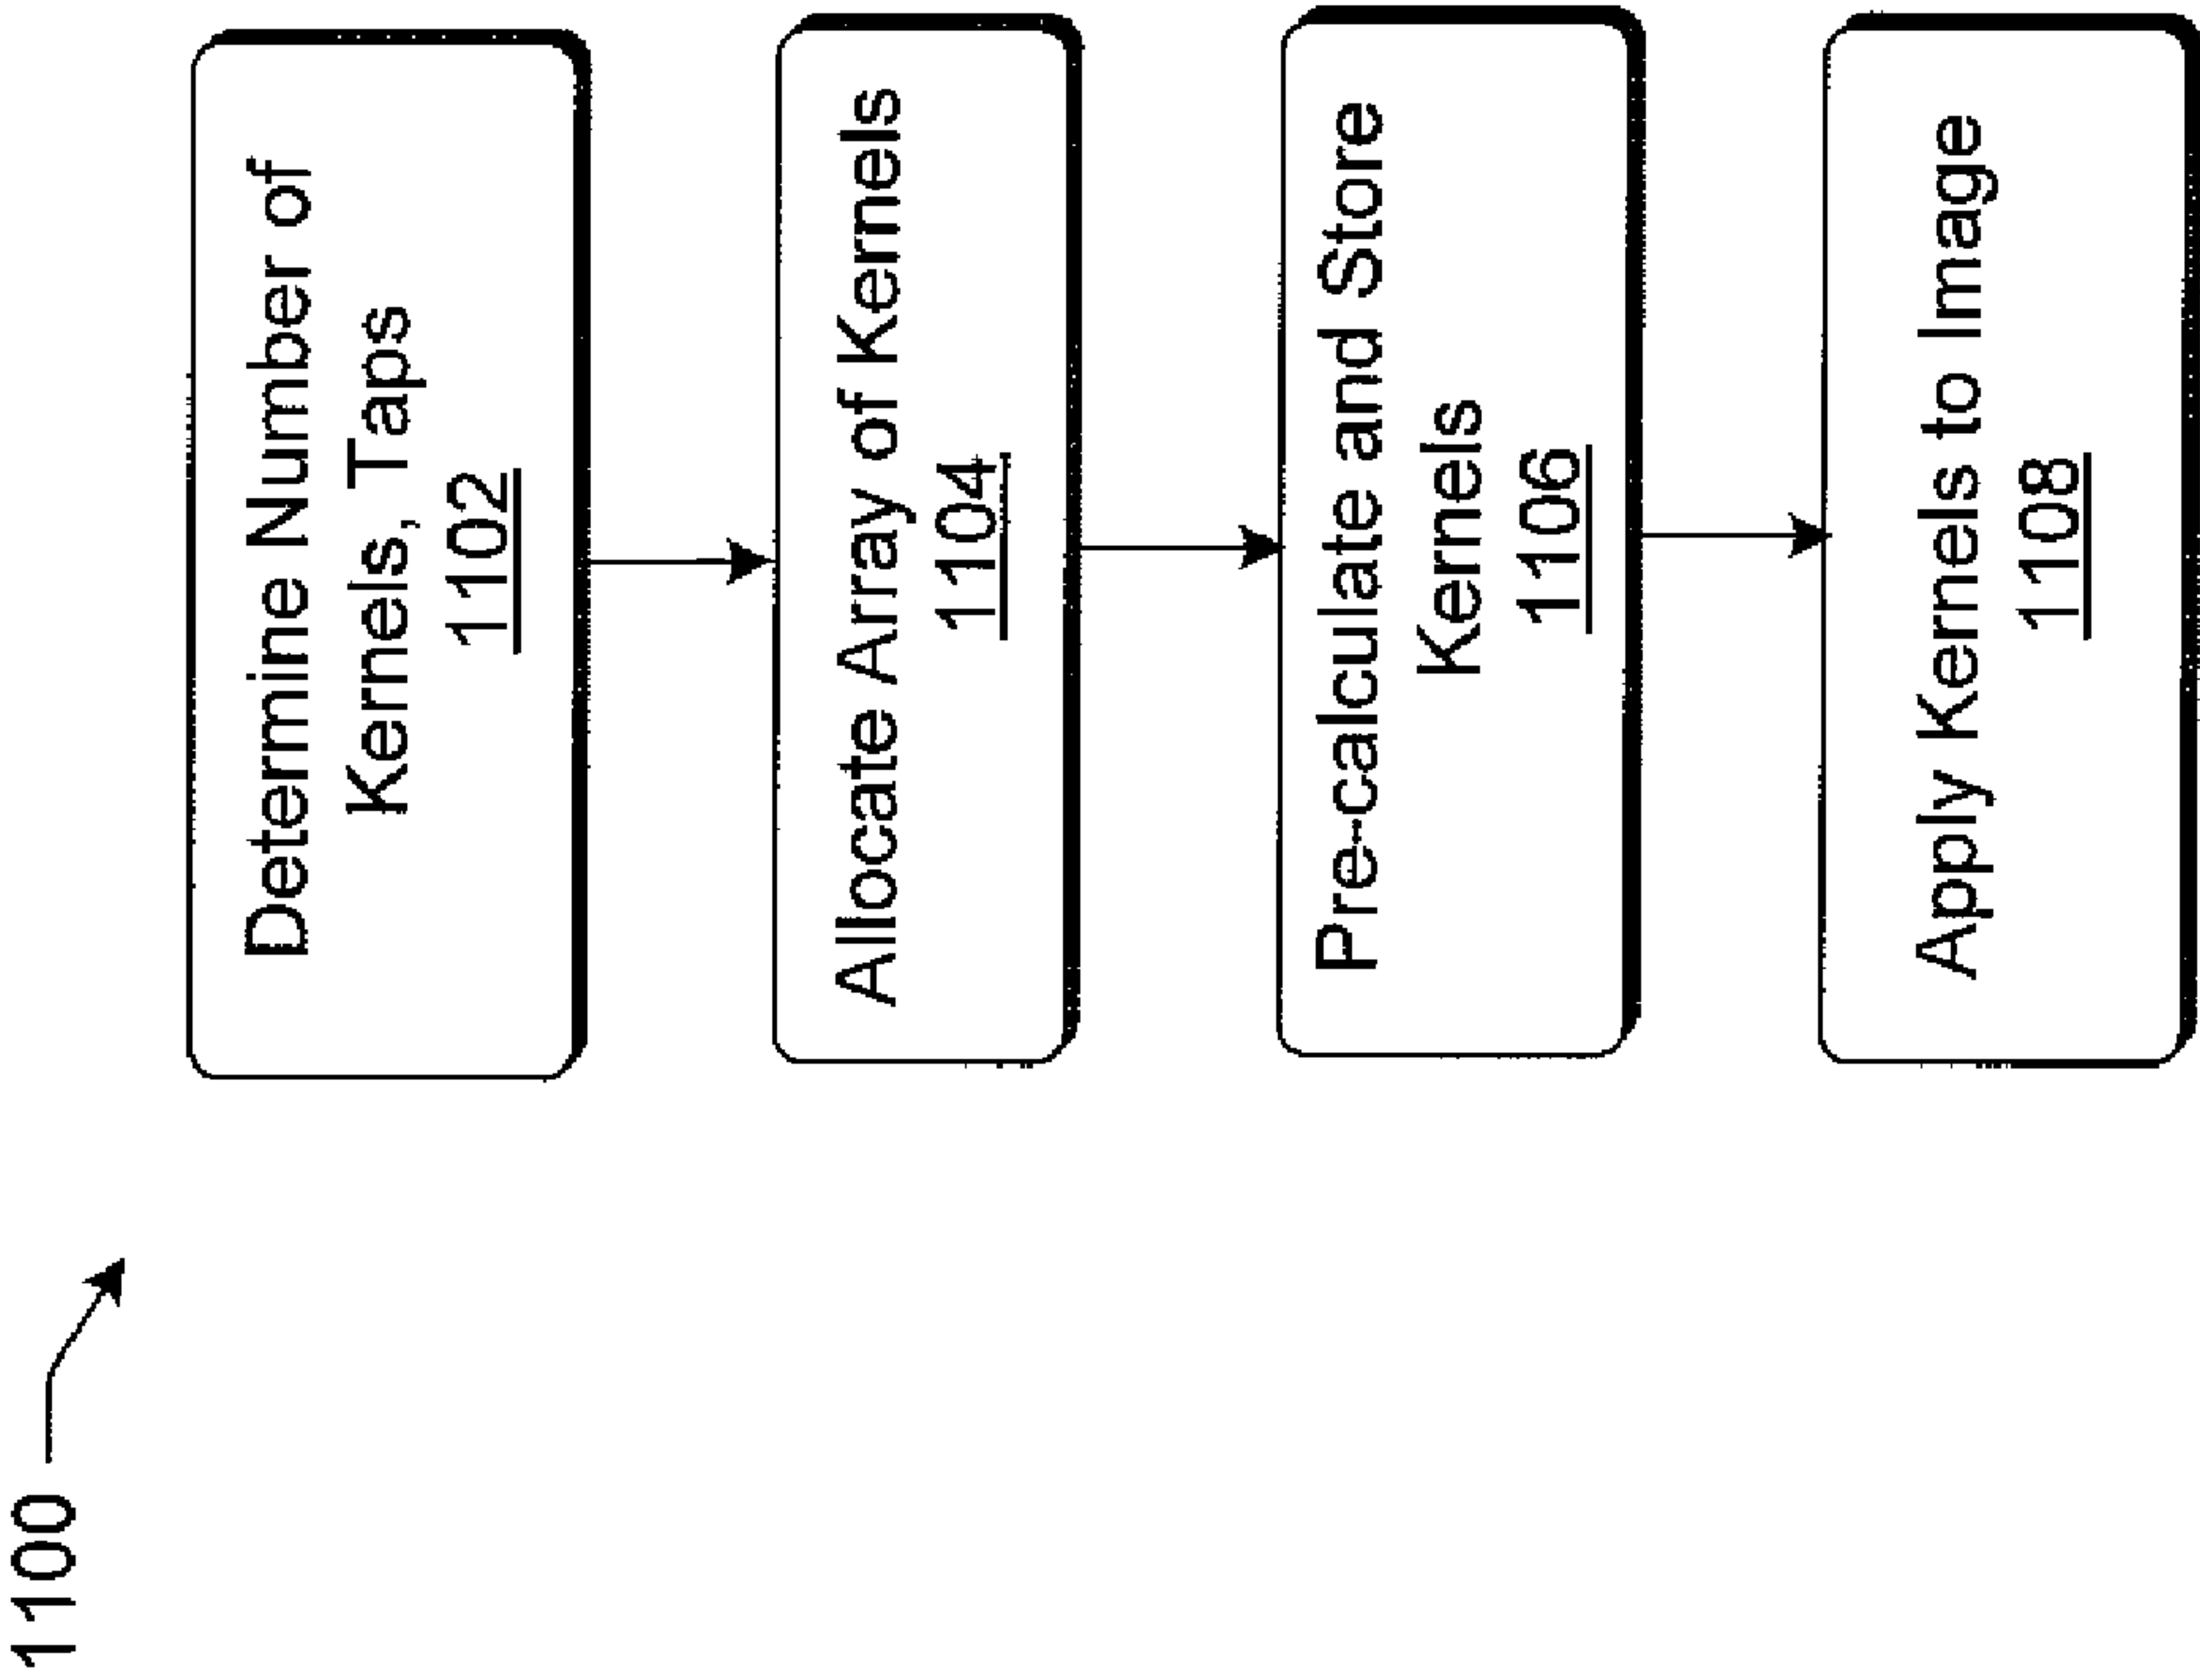 1100
Determine Number of
Kernels, Taps
1102
Allocate Array of Kernels
1104
Pre-calculate and Store
Kernels
1106
Apply Kernels to Image
1108